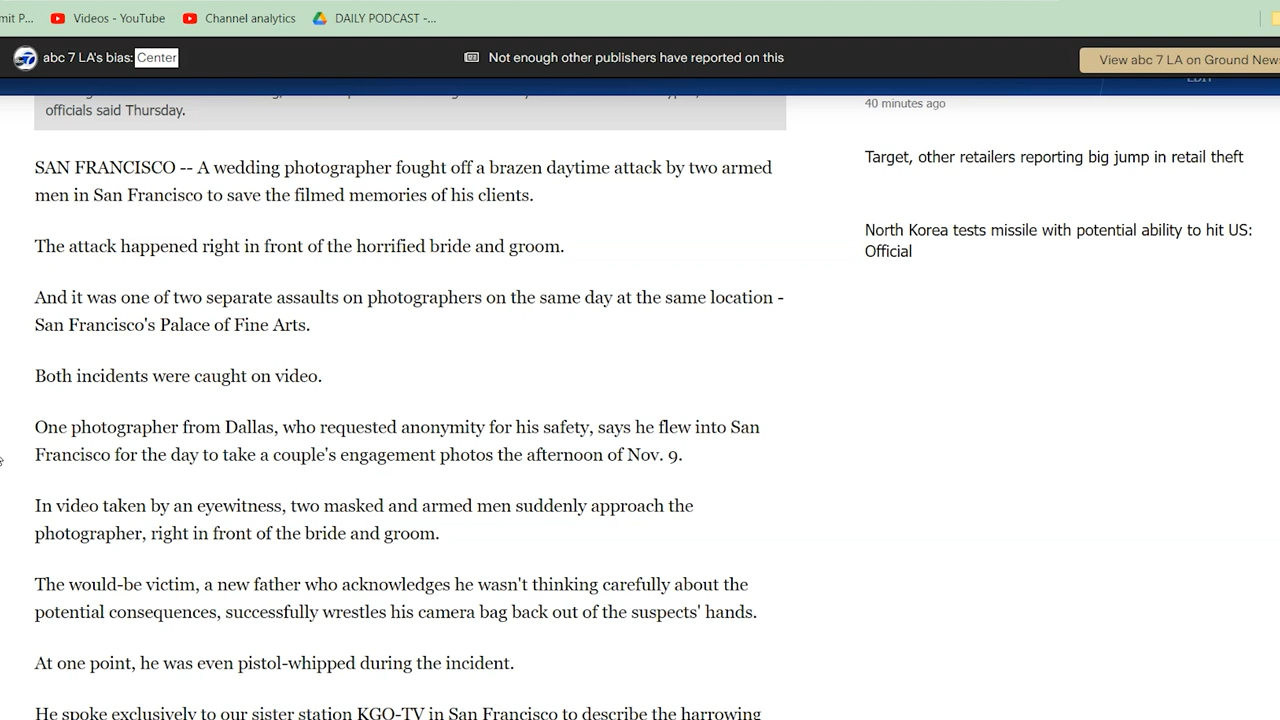 mit P...
Videos - YouTube
Channel analytics
DAILY PODCAST -...
abc 7 LA's bias: Center
Not enough other publishers have reported on this
View abc 7 LA on Ground News
EDIT
officials said Thursday.
40 minutes ago
SAN FRANCISCO -- A wedding photographer fought off a brazen daytime attack by two armed
men in San Francisco to save the filmed memories of his clients.
The attack happened right in front of the horrified bride and groom.
And it was one of two separate assaults on photographers on the same day at the same location -
San Francisco's Palace of Fine Arts.
Both incidents were caught on video.
One photographer from Dallas, who requested anonymity for his safety, says he flew into San
Francisco for the day to take a couple's engagement photos the afternoon of Nov. 9.
In video taken by an eyewitness, two masked and armed men suddenly approach the
photographer, right in front of the bride and groom.
The would-be victim, a new father who acknowledges he wasn't thinking carefully about the
potential consequences, successfully wrestles his camera bag back out of the suspects' hands.
At one point, he was even pistol-whipped during the incident.
He spoke exclusively to our sister station KGO-TV in San Francisco to describe the harrowing
Target, other retailers reporting big jump in retail theft
North Korea tests missile with potential ability to hit US:
Official